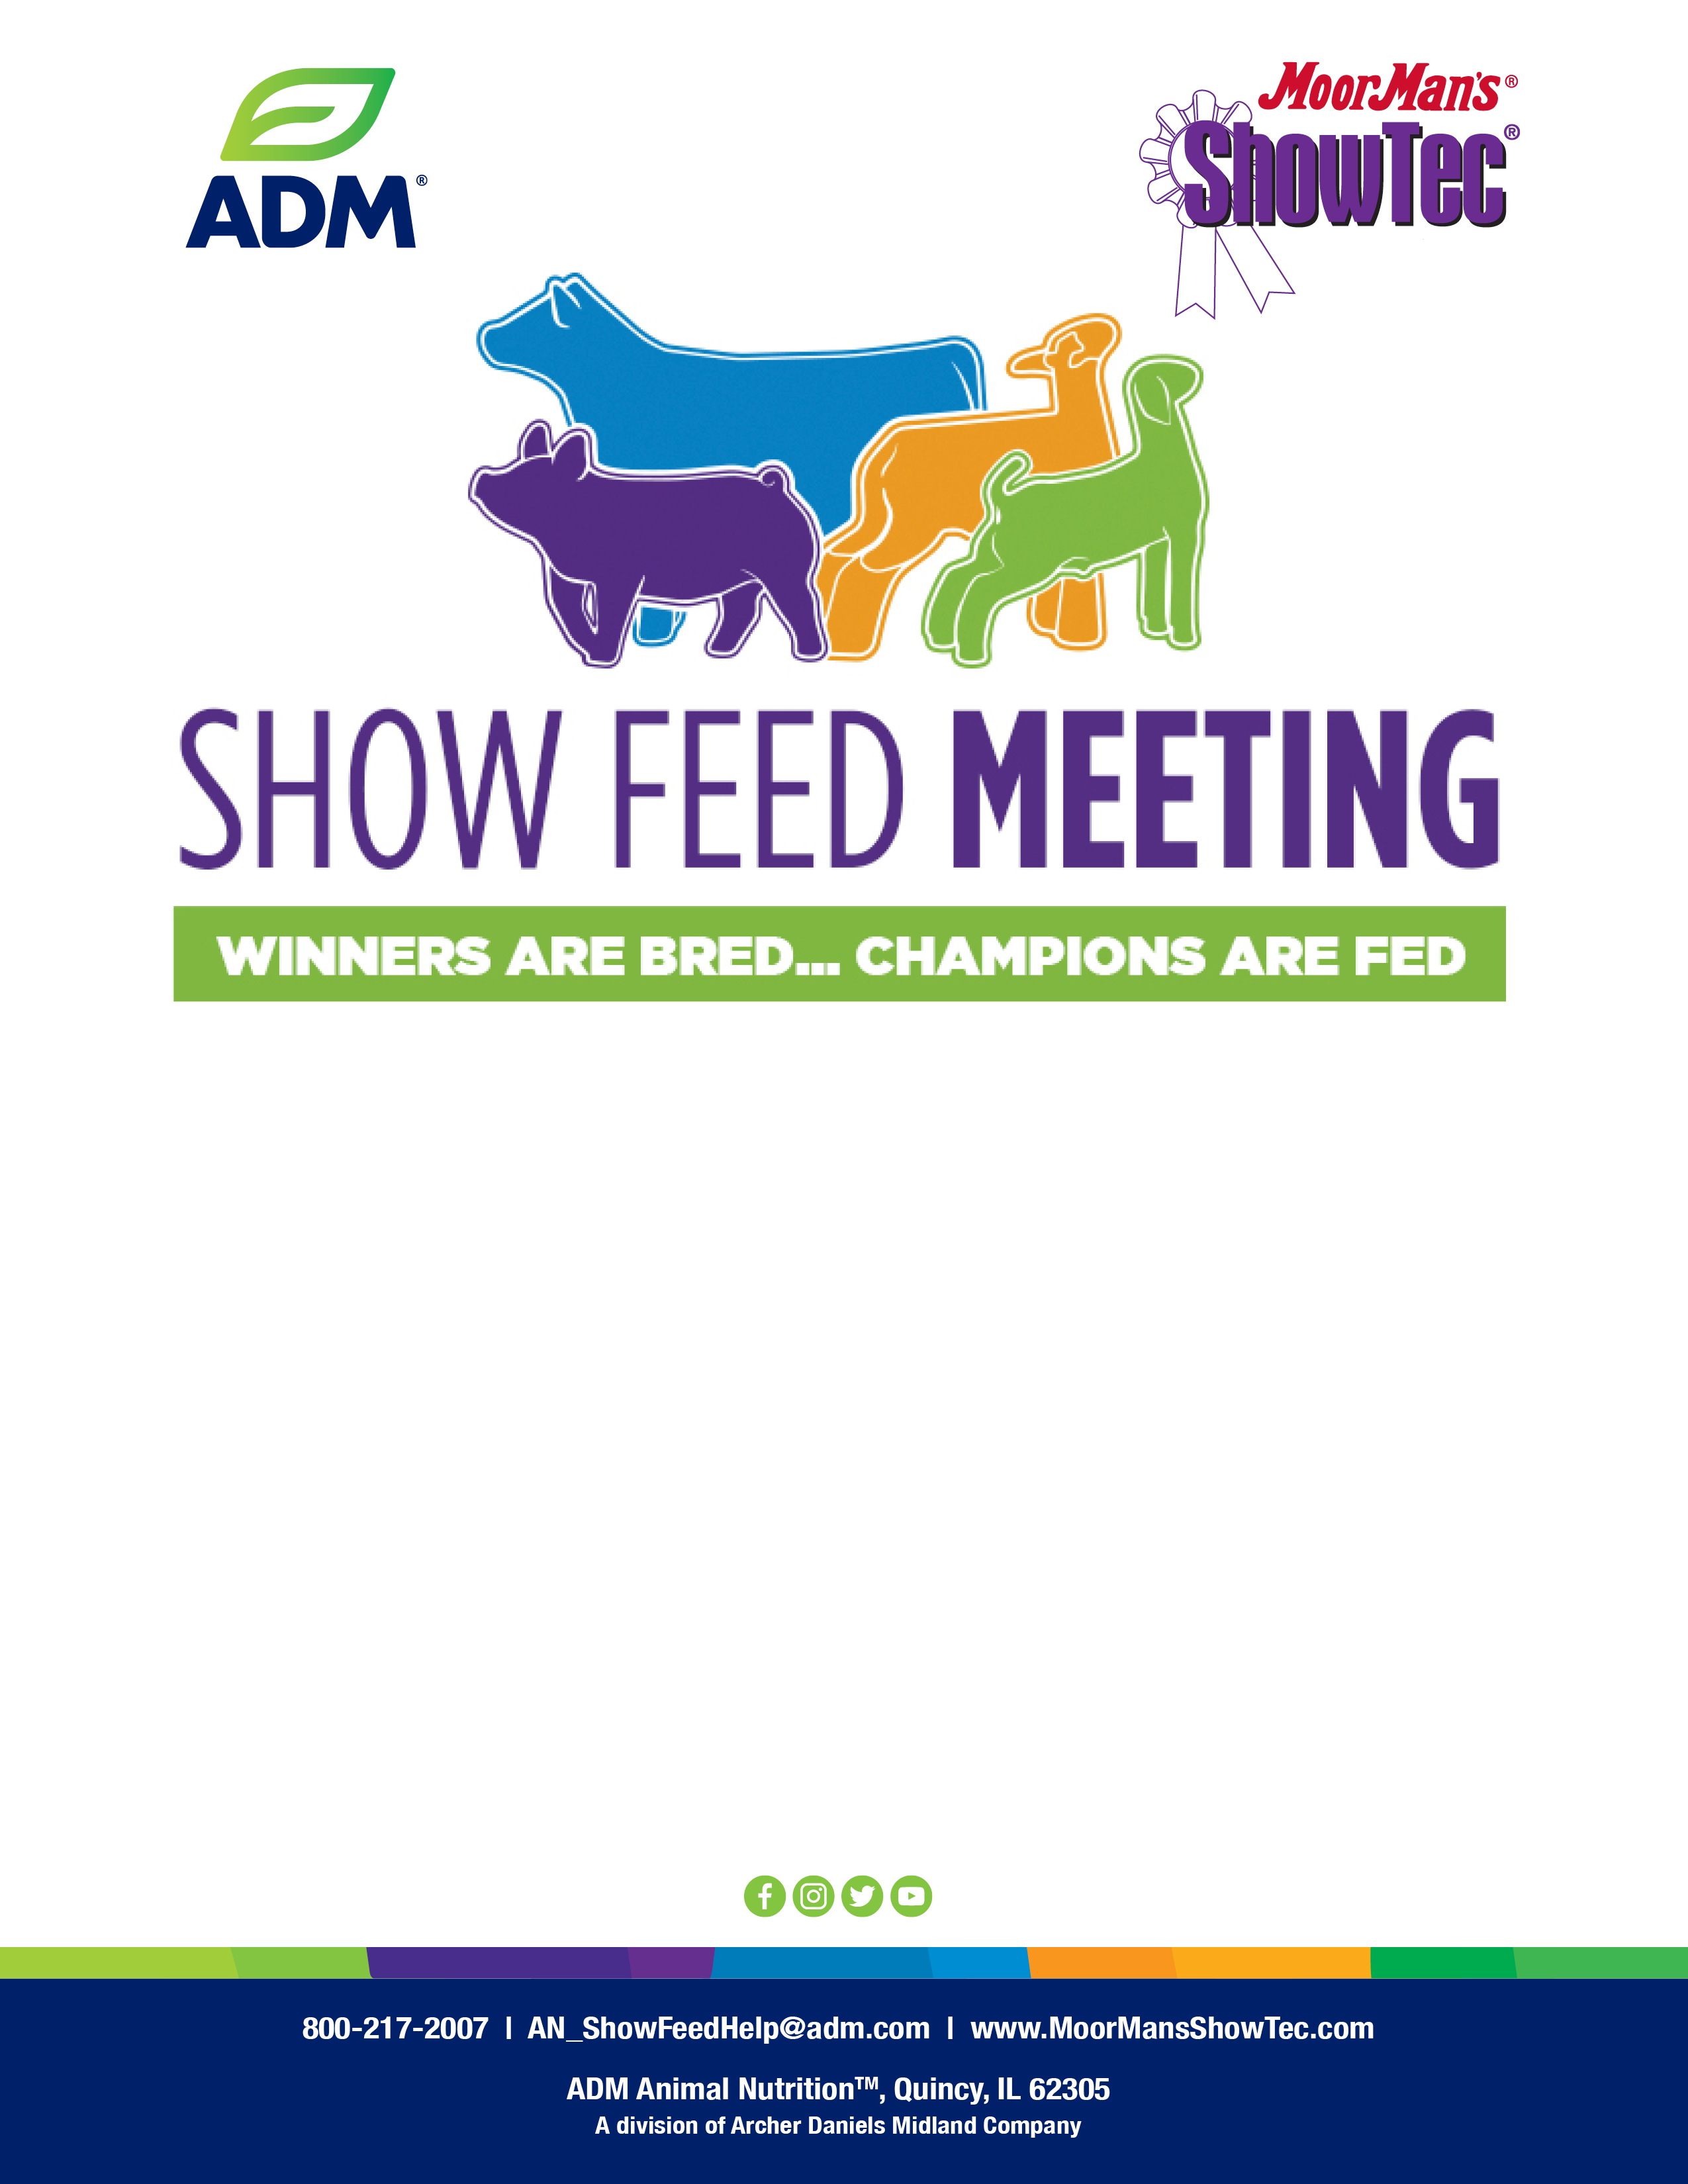 ADM®
MoorMan's®
ShowTec®
SHOW FEED MEETING
WINNERS ARE BRED... CHAMPIONS ARE FED
800-217-2007 | AN_ShowFeedHelp@adm.com | www.MoorMansShowTec.com
ADM Animal Nutrition™, Quincy, IL 62305
A division of Archer Daniels Midland Company